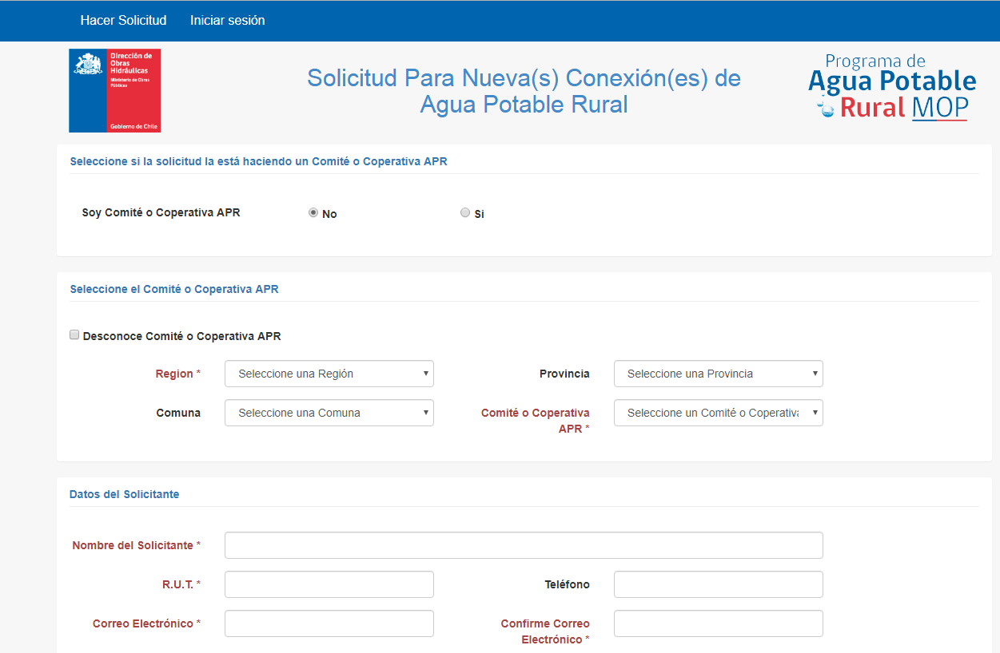 Hacer Solicitud Iniciar sesión
Dirección de
Obras
Hidráulicas
Ministerio de Obras
Públicas
Gobierno de Chile
Solicitud Para Nueva(s) Conexión(es) de
Agua Potable Rural
Programa de
Agua Potable
Rural MOP
Seleccione si la solicitud la está haciendo un Comité o Coperativa APR
Soy Comité o Coperativa APR No Si
Seleccione el Comité o Coperativa APR
Desconoce Comité o Coperativa APR
Region * Seleccione una Región Provincia Seleccione una Provincia
Comuna Seleccione una Comuna Comité o Coperativa
APR * Seleccione un Comité o Coperativa
Datos del Solicitante
Nombre del Solicitante *
R.U.T. * Teléfono
Correo Electrónico * Confirme Correo
Electrónico *